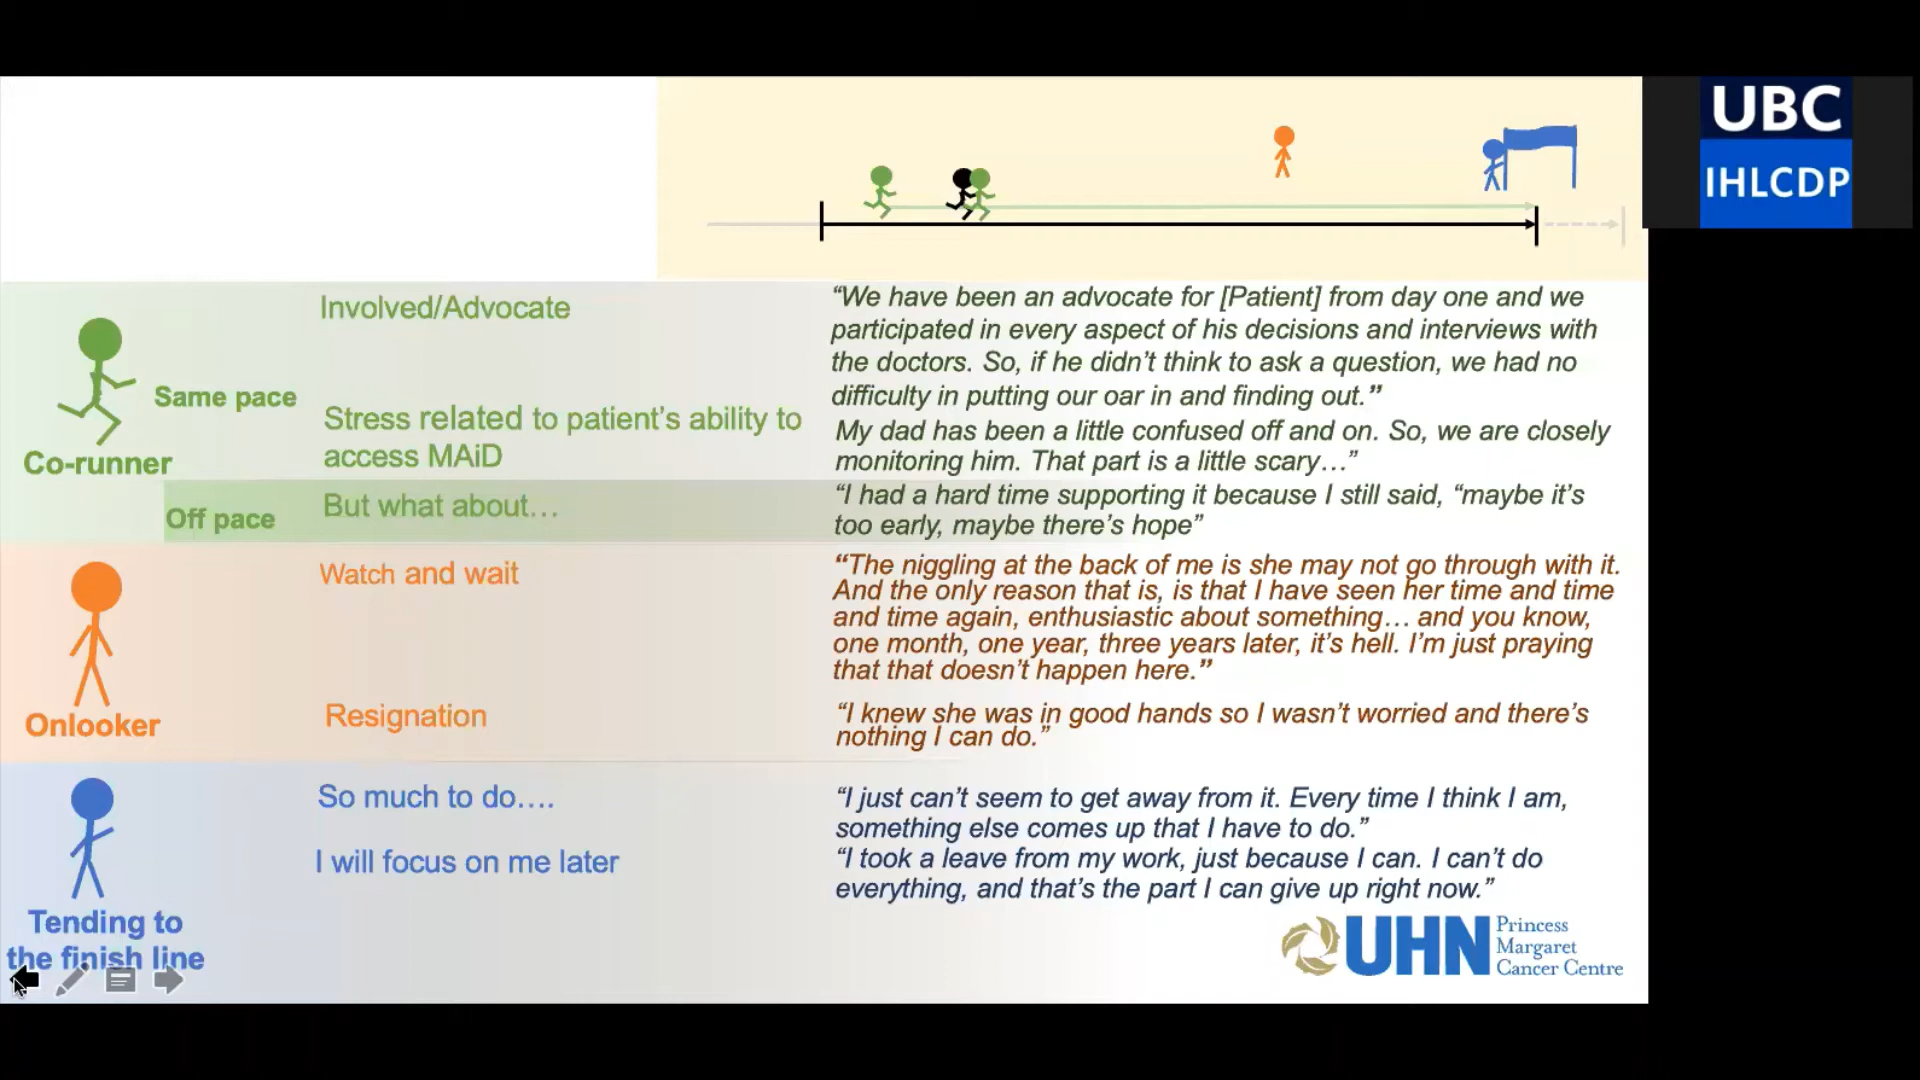 UBC
IHLCDP
Involved/Advocate
“We have been an advocate for [Patient] from day one and we
participated in every aspect of his decisions and interviews with
the doctors. So, if he didn’t think to ask a question, we had no
difficulty in putting our oar in and finding out.”
Same pace
Stress related to patient’s ability to
access MAiD
My dad has been a little confused off and on. So, we are closely
monitoring him. That part is a little scary…”
Co-runner
Off pace
But what about…
“I had a hard time supporting it because I still said, “maybe it’s
too early, maybe there’s hope”
Watch and wait
“The niggling at the back of me is she may not go through with it.
And the only reason that is, is that I have seen her time and time
and time again, enthusiastic about something… and you know,
one month, one year, three years later, it’s hell. I’m just praying
that that doesn’t happen here.”
Onlooker
Resignation
“I knew she was in good hands so I wasn’t worried and there’s
nothing I can do.”
So much to do….
“I just can’t seem to get away from it. Every time I think I am,
something else comes up that I have to do.”
I will focus on me later
“I took a leave from my work, just because I can. I can’t do
everything, and that’s the part I can give up right now.”
Tending to
the finish line
UHN
Princess
Margaret
Cancer Centre